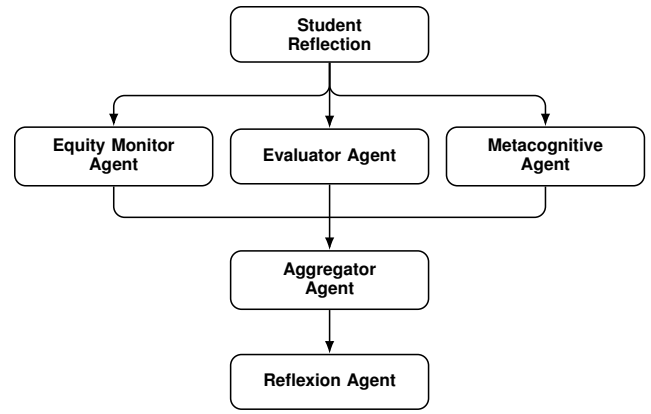 Student
Reflection
Equity Monitor
Agent
Evaluator Agent
Metacognitive
Agent
Aggregator
Agent
Reflexion Agent